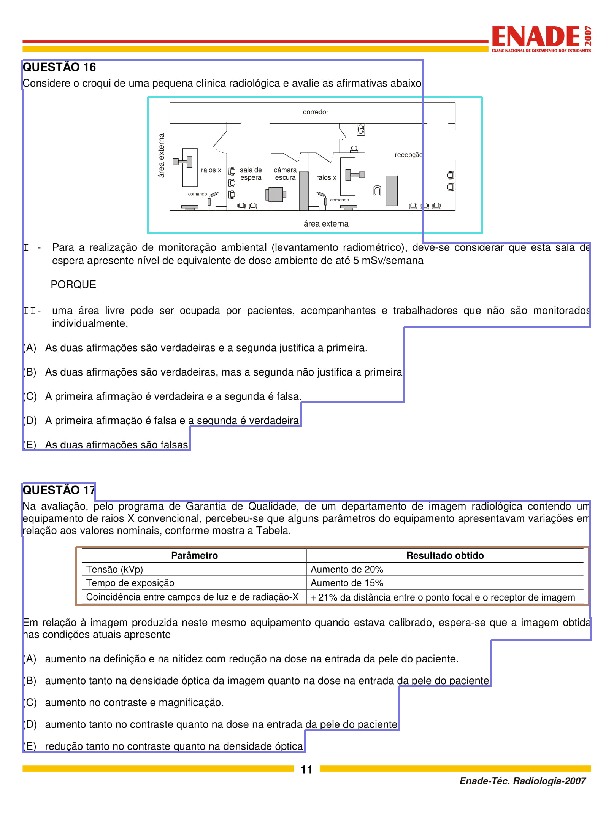 ENADE 2007
EXAME NACIONAL DE DESEMPENHO DOS ESTUDANTES
QUESTÃO 16
Considere o croqui de uma pequena clínica radiológica e avalie as afirmativas abaixo
corredor
área externa
recepção
raios x
sala de espera
câmara escura
raios x
comando
comando
área externa
I - Para a realização de monitoração ambiental (levantamento radiométrico), deve-se considerar que esta sala de
espera apresente nível de equivalente de dose ambiente de até 5 mSv/semana
PORQUE
II- uma área livre pode ser ocupada por pacientes, acompanhantes e trabalhadores que não são monitorados
individualmente.
(A) As duas afirmações são verdadeiras e a segunda justifica a primeira.
(B) As duas afirmações são verdadeiras, mas a segunda não justifica a primeira
(C) A primeira afirmação é verdadeira e a segunda é falsa.
(D) A primeira afirmação é falsa e a segunda é verdadeira
(E) As duas afirmações são falsas
QUESTÃO 17
Na avaliação, pelo programa de Garantia de Qualidade, de um departamento de imagem radiológica contendo um
equipamento de raios X convencional, percebeu-se que alguns parâmetros do equipamento apresentavam variações em
relação aos valores nominais, conforme mostra a Tabela.
Parâmetro Resultado obtido
Tensão (KVp) Aumento de 20%
Tempo de exposição Aumento de 15%
Coincidência entre campos de luz e de radiação-X + 21% da distância entre o ponto focal e o receptor de imagem
Em relação à imagem produzida neste mesmo equipamento quando estava calibrado, espera-se que a imagem obtida
nas condições atuais apresente
(A) aumento na definição e na nitidez com redução na dose na entrada da pele do paciente.
(B) aumento tanto na densidade óptica da imagem quanto na dose na entrada da pele do paciente
(C) aumento no contraste e magnificação.
(D) aumento tanto no contraste quanto na dose na entrada da pele do paciente
(E) redução tanto no contraste quanto na densidade óptica
11
Enade-Téc. Radiologia-2007